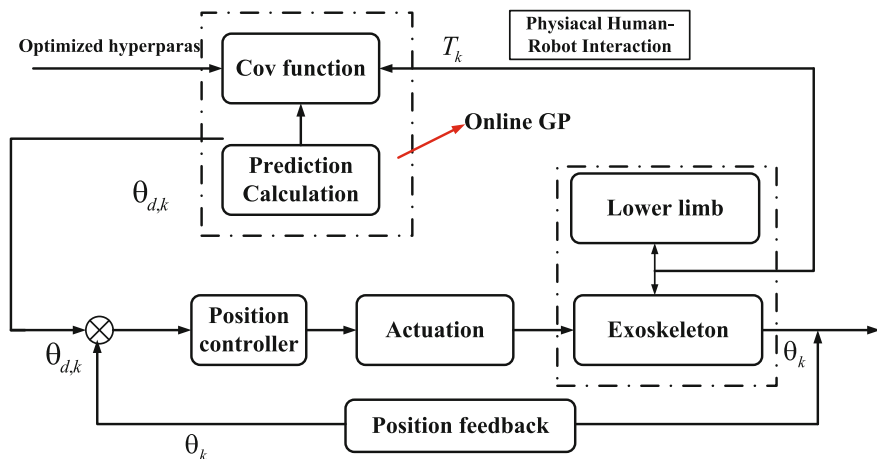 Physiacal Human-
Robot Interaction
Optimized hyperparas
T_k
Cov function
Online GP
Prediction
Calculation
θ_{d,k}
Lower limb
Position
controller
Actuation
Exoskeleton
θ_{d,k}
θ_k
Position feedback
θ_k